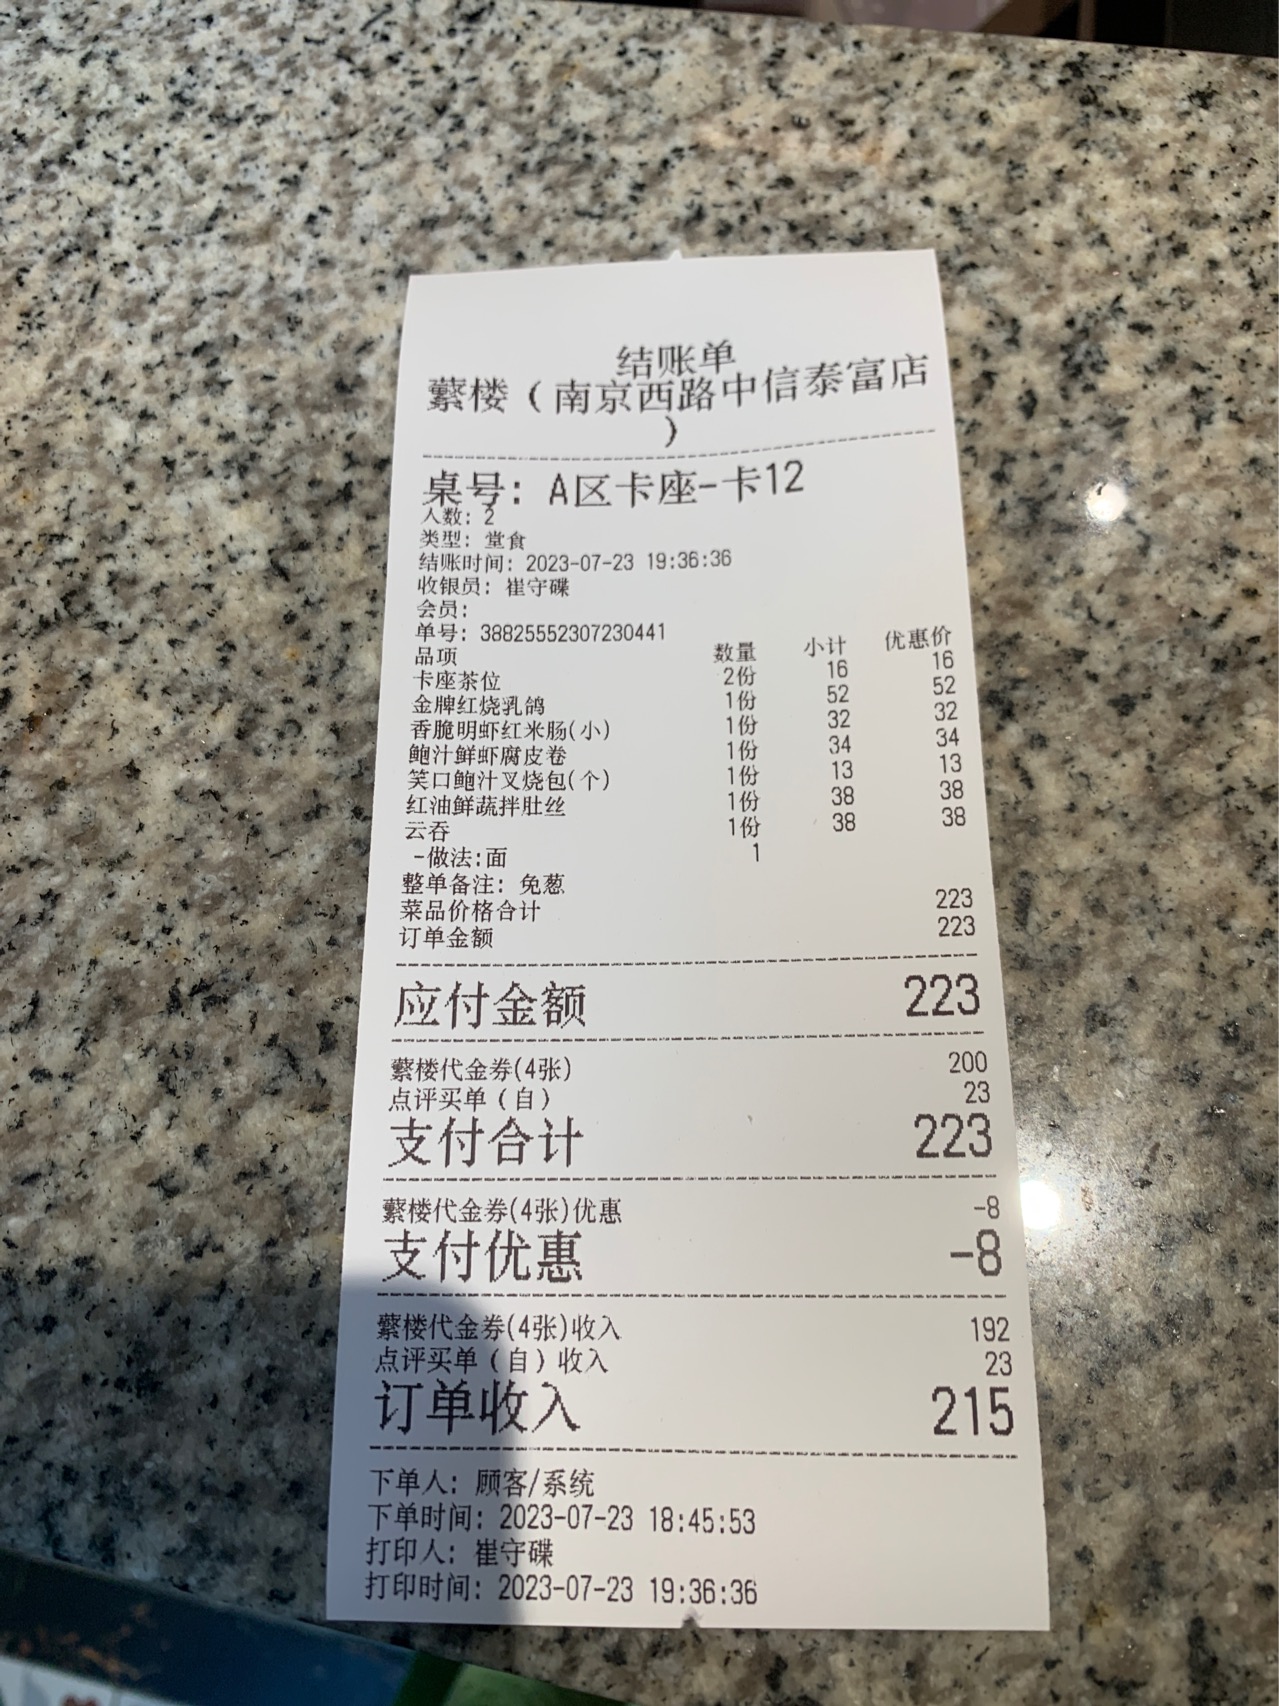 结账单
蘩楼（南京西路中信泰富店
）
桌号：A区卡座-卡12
人数：2
类型：堂食
结账时间：2023-07-23 19:36:36
收银员：崔守碟
会员：
单号：38825552307230441
品项 数量 小计 优惠价
卡座茶位 2份 16 16
金牌红烧乳鸽 1份 52 52
香脆明虾红米肠(小) 1份 32 32
鲍汁鲜虾腐皮卷 1份 34 34
笑口鲍汁叉烧包(个) 1份 13 13
红油鲜蔬拌肚丝 1份 38 38
云吞 1份 38 38
-做法:面 1
整单备注：免葱
菜品价格合计 223
订单金额 223
应付金额 223
蘩楼代金券(4张) 200
点评买单（自） 23
支付合计 223
蘩楼代金券(4张)优惠 -8
支付优惠 -8
蘩楼代金券(4张)收入 192
点评买单（自）收入 23
订单收入 215
下单人：顾客/系统
下单时间：2023-07-23 18:45:53
打印人：崔守碟
打印时间：2023-07-23 19:36:36